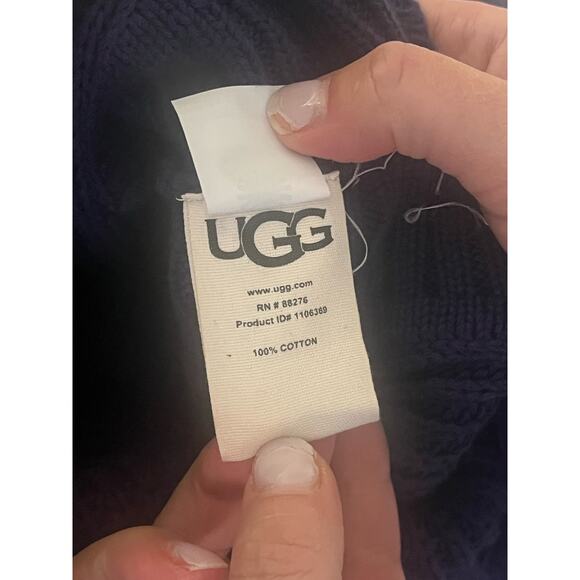 UGG
www.ugg.com
RN # 88276
Product ID# 1106369
100% COTTON